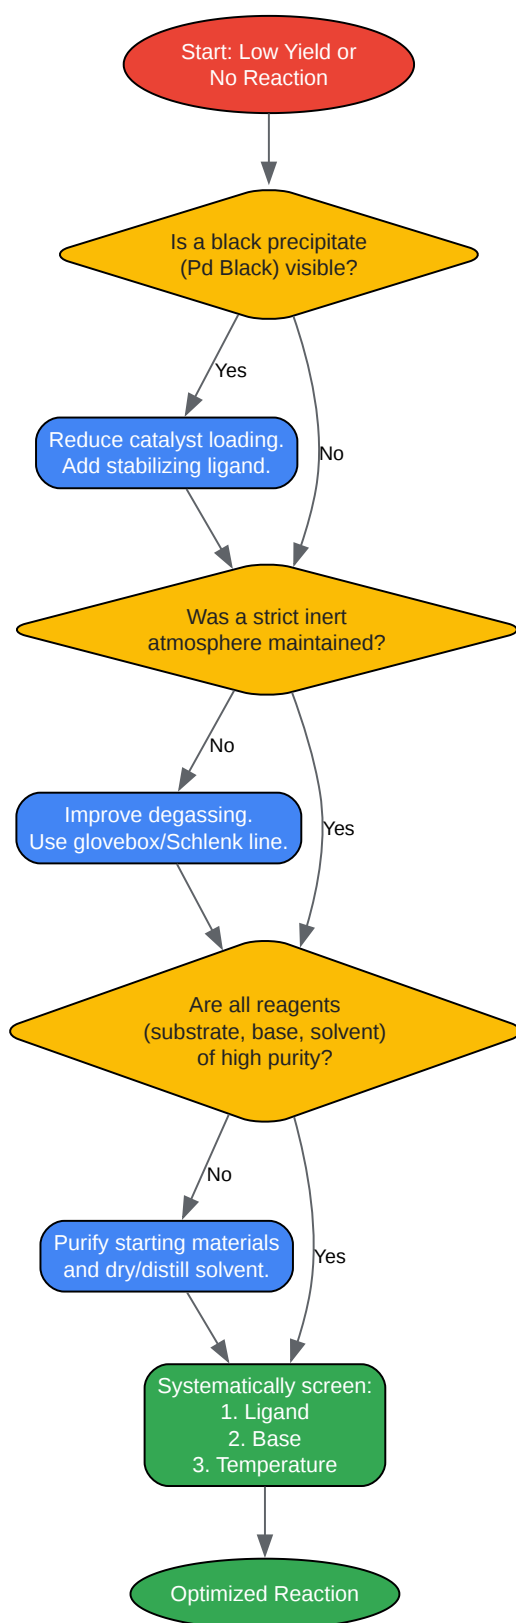 Start: Low Yield or
No Reaction
Is a black precipitate
(Pd Black) visible?
Yes
Reduce catalyst loading.
Add stabilizing ligand.
No
Was a strict inert
atmosphere maintained?
No
Improve degassing.
Use glovebox/Schlenk line.
Yes
Are all reagents
(substrate, base, solvent)
of high purity?
No
Purify starting materials
and dry/distill solvent.
Yes
Systematically screen:
1. Ligand
2. Base
3. Temperature
Optimized Reaction